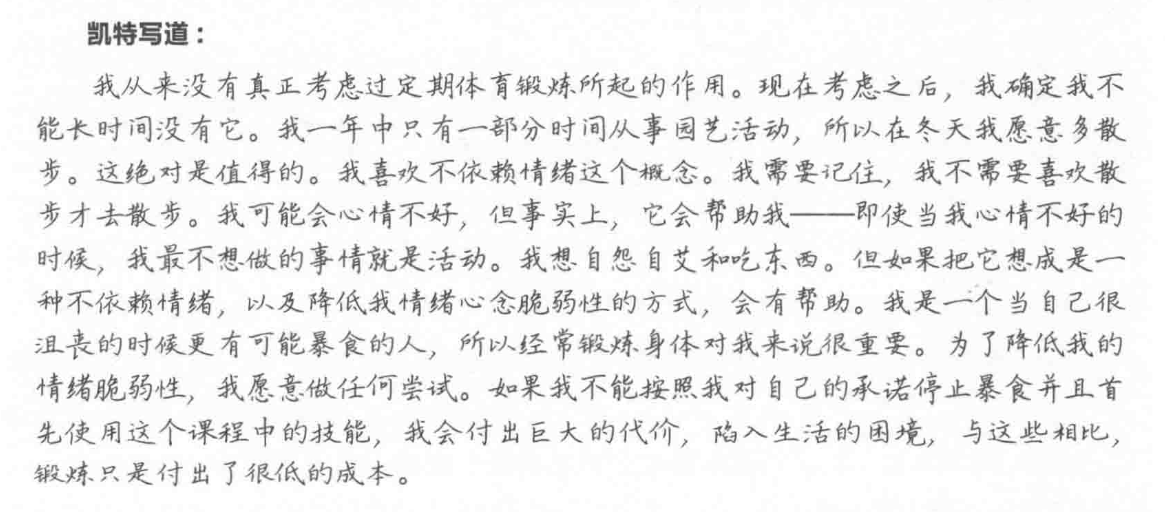 凯特写道：
我从来没有真正考虑过定期体育锻炼所起的作用。现在考虑之后，我确定我不
能长时间没有它。我一年中只有一部分时间从事园艺活动，所以在冬天我愿意多散
步。这绝对是值得的。我喜欢不依赖情绪这个概念。我需要记住，我不需要喜欢散
步才去散步。我可能会心情不好，但事实上，它会帮助我——即使当我心情不好的
时候，我最不想做的事情就是活动。我想自怨自艾和吃东西。但如果把它想成是一
种不依赖情绪，以及降低我情绪心念脆弱性的方式，会有帮助。我是一个当自己很
沮丧的时候更有可能暴食的人，所以经常锻炼身体对我来说很重要。为了降低我的
情绪脆弱性，我愿意做任何尝试。如果我不能按照我对自己的承诺停止暴食并且首
先使用这个课程中的技能，我会付出巨大的代价，陷入生活的困境，与这些相比，
锻炼只是付出了很低的成本。